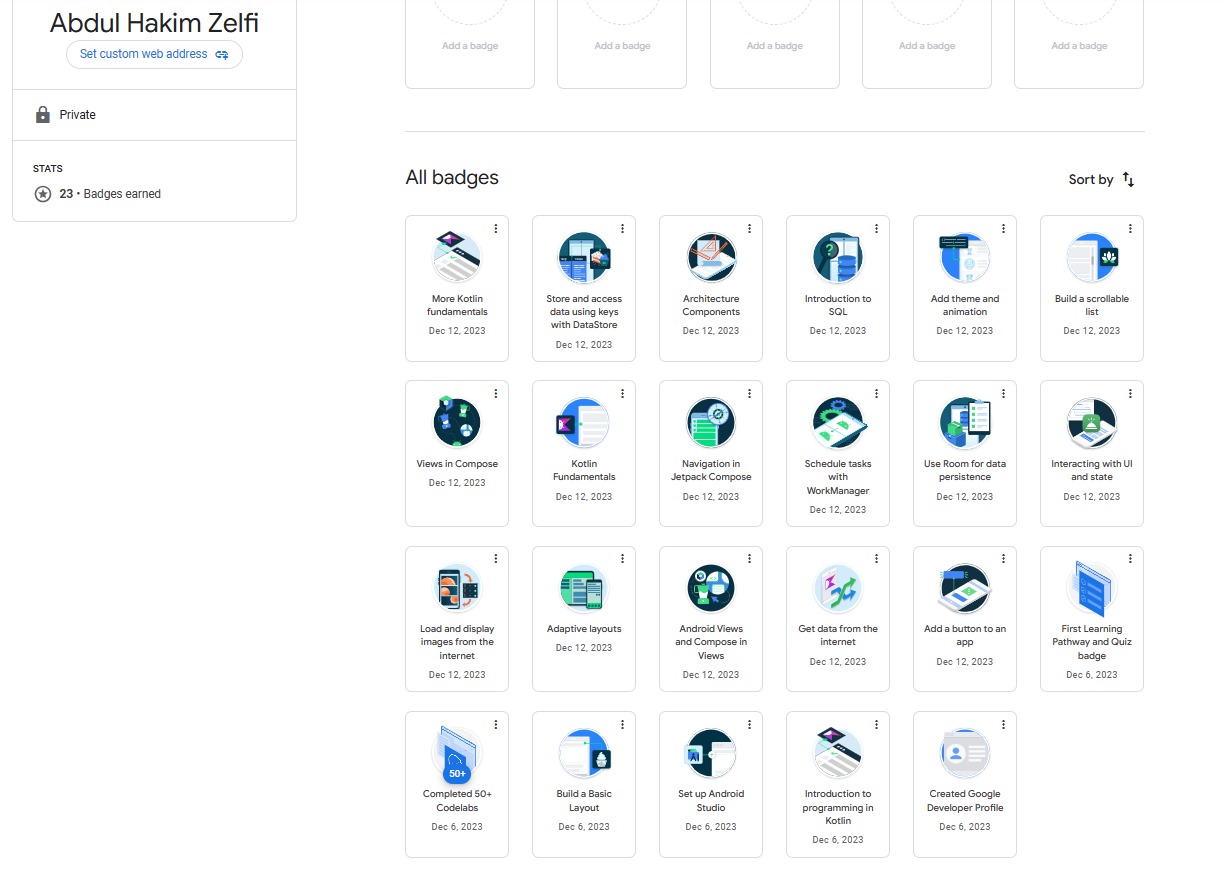 Abdul Hakim Zelfi
Set custom web address
Private
STATS
23 • Badges earned
Add a badge
Add a badge
Add a badge
Add a badge
Add a badge
All badges
Sort by
More Kotlin
fundamentals
Dec 12, 2023
Store and access
data using keys
with DataStore
Dec 12, 2023
Architecture
Components
Dec 12, 2023
?
Introduction to
SQL
Dec 12, 2023
Add theme and
animation
Dec 12, 2023
Build a scrollable
list
Dec 12, 2023
Views in Compose
Dec 12, 2023
Kotlin
Fundamentals
Dec 12, 2023
Navigation in
Jetpack Compose
Dec 12, 2023
Schedule tasks
with
WorkManager
Dec 12, 2023
Use Room for data
persistence
Dec 12, 2023
Interacting with UI
and state
Dec 12, 2023
Load and display
images from the
internet
Dec 12, 2023
Adaptive layouts
Dec 12, 2023
Android Views
and Compose in
Views
Dec 12, 2023
Get data from the
internet
Dec 12, 2023
Add a button to an
app
Dec 12, 2023
First Learning
Pathway and Quiz
badge
Dec 6, 2023
50+
Completed 50+
Codelabs
Dec 6, 2023
Build a Basic
Layout
Dec 6, 2023
Set up Android
Studio
Dec 6, 2023
Introduction to
programming in
Kotlin
Dec 6, 2023
Created Google
Developer Profile
Dec 6, 2023